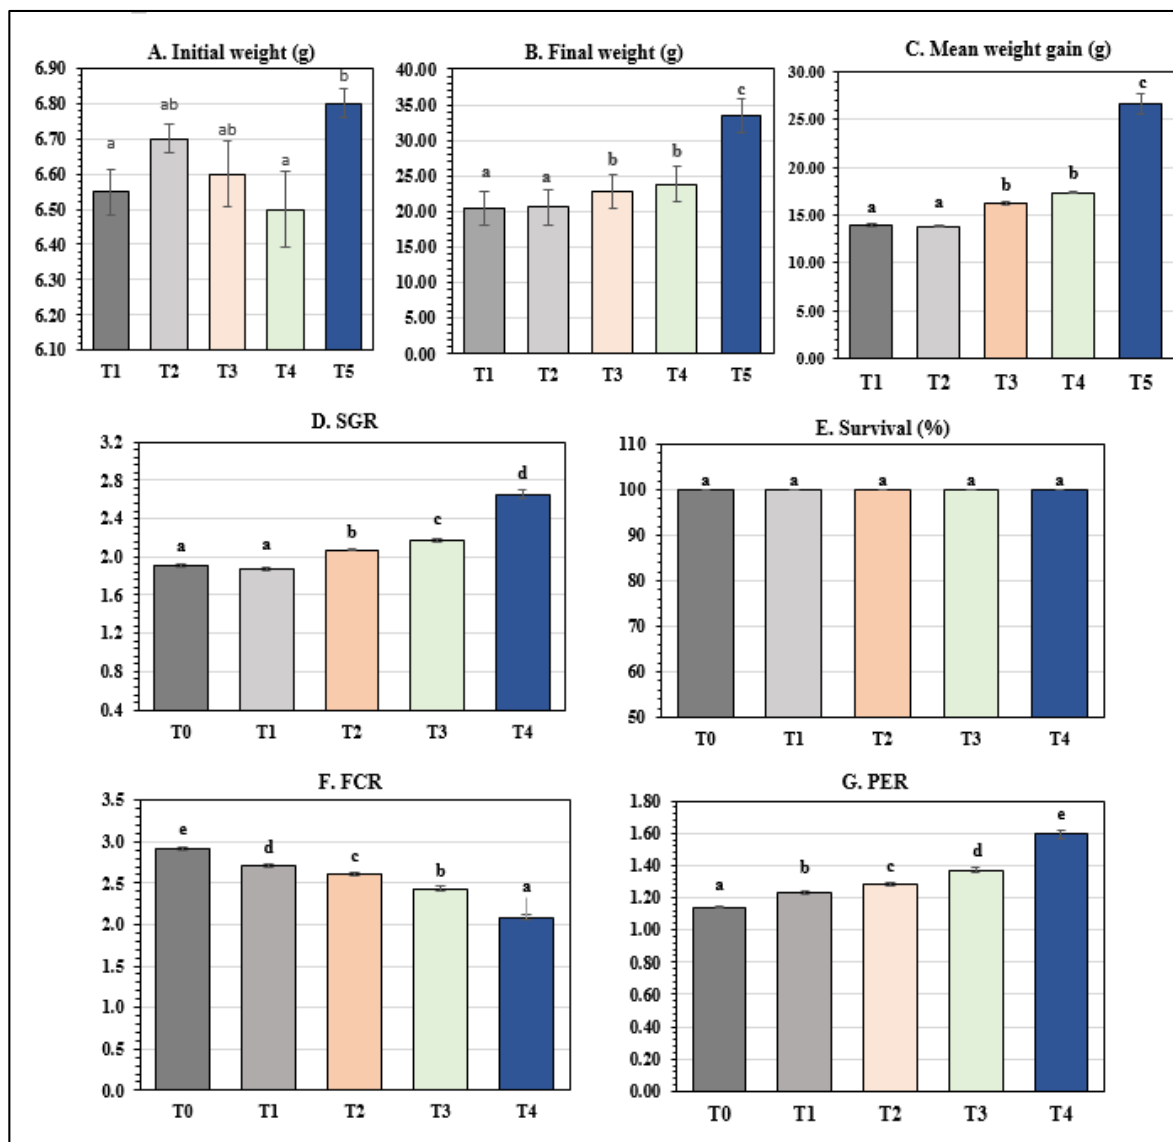 A. Initial weight (g)
6.90
6.80
6.70
6.60
6.50
6.40
6.30
6.20
6.10
a
ab
ab
a
b
T1
T2
T3
T4
T5
B. Final weight (g)
40.00
35.00
30.00
25.00
20.00
15.00
10.00
5.00
0.00
a
a
b
b
c
T1
T2
T3
T4
T5
C. Mean weight gain (g)
30.00
25.00
20.00
15.00
10.00
5.00
0.00
a
a
b
b
c
T1
T2
T3
T4
T5
D. SGR
3.2
2.8
2.4
2.0
1.6
1.2
0.8
0.4
a
a
b
c
d
T0
T1
T2
T3
T4
E. Survival (%)
110
100
90
80
70
60
50
a
a
a
a
a
T0
T1
T2
T3
T4
F. FCR
3.5
3.0
2.5
2.0
1.5
1.0
0.5
0.0
e
d
c
b
a
T0
T1
T2
T3
T4
G. PER
1.80
1.60
1.40
1.20
1.00
0.80
0.60
0.40
0.20
0.00
a
b
c
d
e
T0
T1
T2
T3
T4